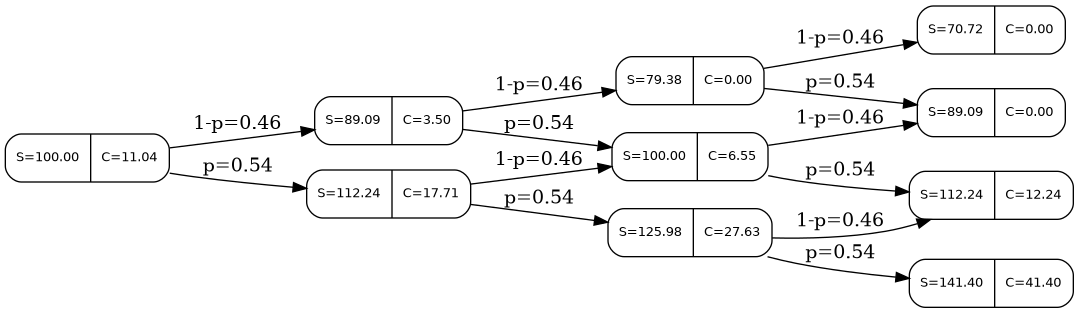 S=100.00 C=11.04
1-p=0.46
p=0.54
S=89.09 C=3.50
S=112.24 C=17.71
1-p=0.46
p=0.54
1-p=0.46
p=0.54
S=79.38 C=0.00
S=100.00 C=6.55
S=125.98 C=27.63
1-p=0.46
p=0.54
1-p=0.46
p=0.54
1-p=0.46
p=0.54
S=70.72 C=0.00
S=89.09 C=0.00
S=112.24 C=12.24
S=141.40 C=41.40